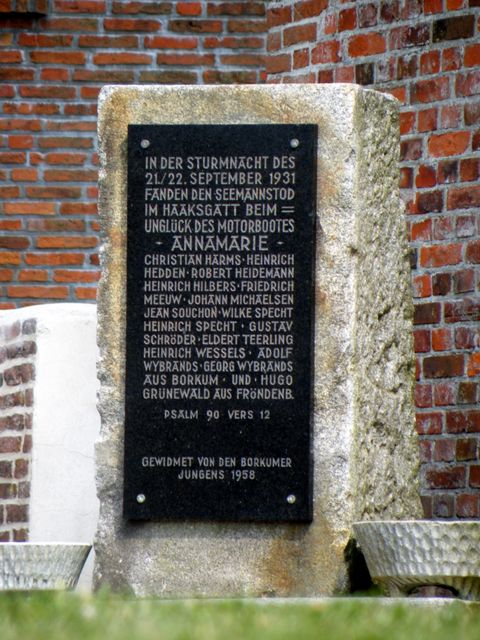 IN DER STURMNACHT DES
21./22. SEPTEMBER 1931
FANDEN DEN SEEMANNSTOD
IM HAAKSGATT BEIM =
UNGLÜCK DES MOTORBOOTES
- ANNAMARIE -
CHRISTIAN HARMS · HEINRICH
HEDDEN · ROBERT HEIDEMANN
HEINRICH HILBERS · FRIEDRICH
MEEUW · JOHANN MICHAELSEN
JEAN SOUCHON · WILKE SPECHT
HEINRICH SPECHT · GUSTAV
SCHRÖDER · ELDERT TEERLING
HEINRICH WESSELS · ADOLF
WYBRANDS · GEORG WYBRANDS
AUS BORKUM · UND · HUGO
GRÜNEWALD AUS FRÖNDENB.
PSALM 90 VERS 12
GEWIDMET VON DEN BORKUMER
JUNGENS 1958